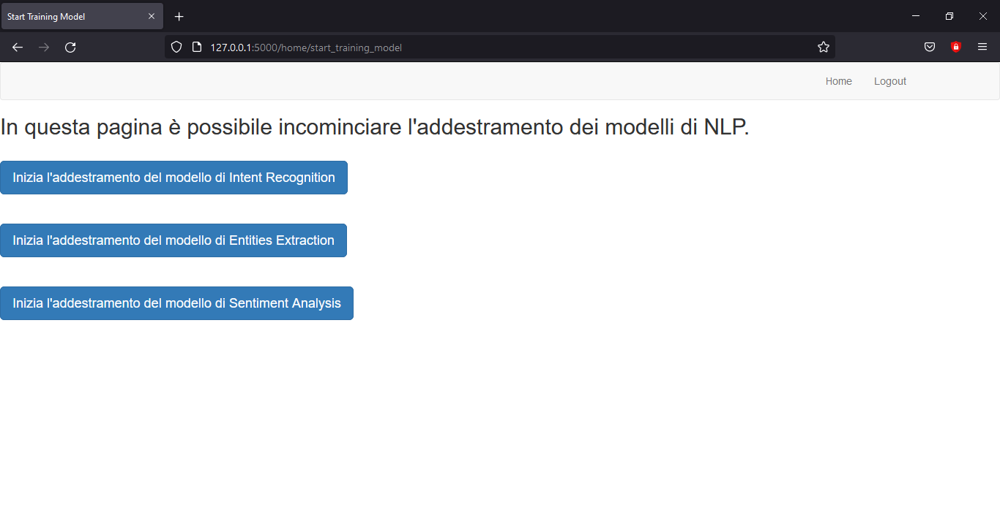 Start Training Model
127.0.0.1:5000/home/start_training_model
Home Logout
In questa pagina è possibile incominciare l'addestramento dei modelli di NLP.
Inizia l'addestramento del modello di Intent Recognition
Inizia l'addestramento del modello di Entities Extraction
Inizia l'addestramento del modello di Sentiment Analysis